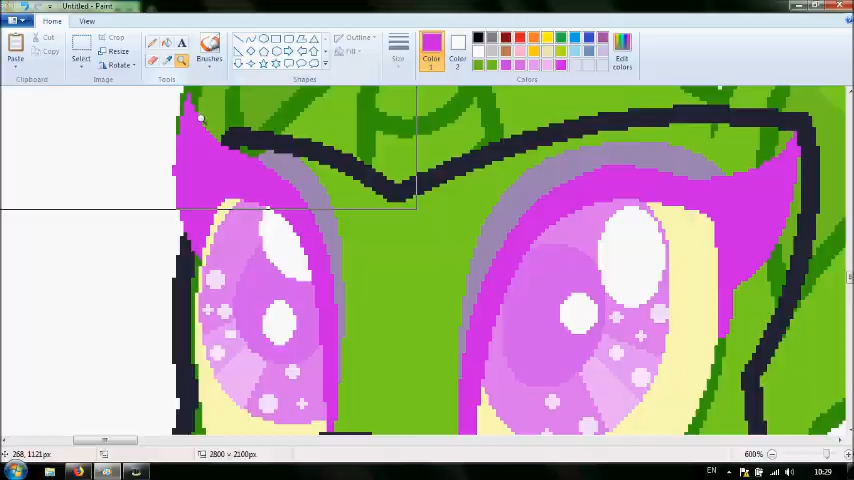 Untitled - Paint
Home View
Paste
Cut
Copy
Clipboard
Select
Crop
Resize
Rotate
Image
Tools
Brushes
Shapes
Outline
Fill
Size
Color 1
Color 2
Edit colors
Colors
268, 1121px
2800 × 2100px
600%
EN
10:29